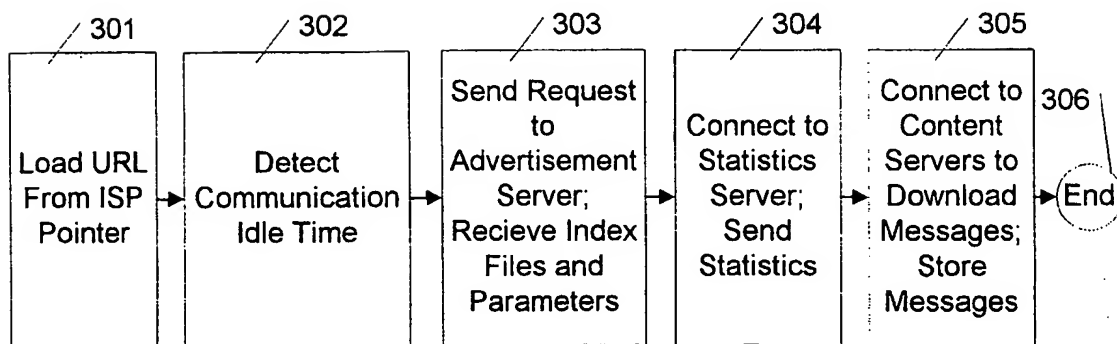 301
302
303
304
305
306
Load URL
From ISP
Pointer
Detect
Communication
Idle Time
Send Request
to
Advertisement
Server;
Recieve Index
Files and
Parameters
Connect to
Statistics
Server;
Send
Statistics
Connect to
Content
Servers to
Download
Messages;
Store
Messages
End